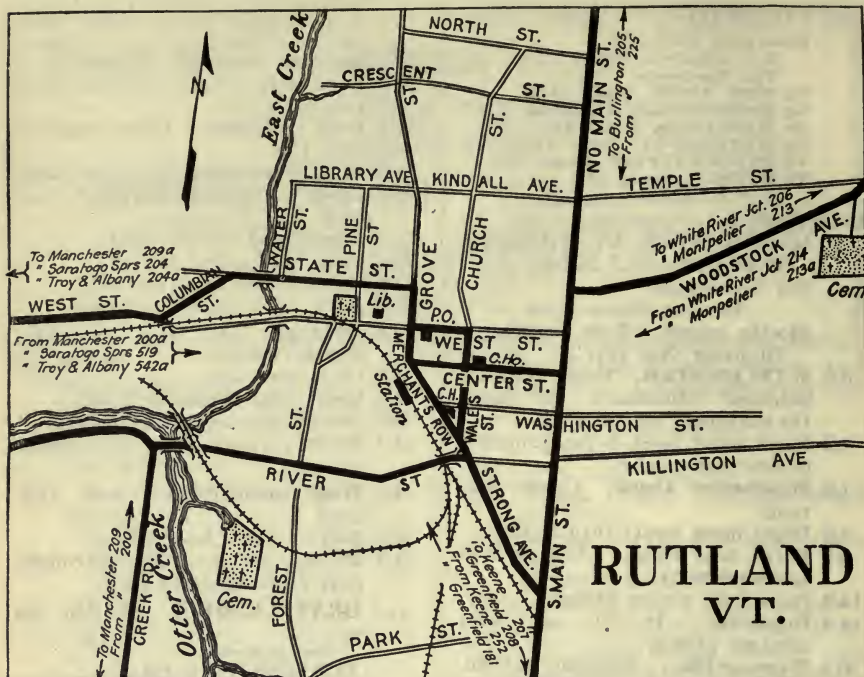 NORTH ST.
CRESCENT ST.
ST.
ST.
NO MAIN ST.
To Burlington 205
From " 225
East Creek
N
LIBRARY AVE
KINDALL AVE.
TEMPLE ST.
WATER ST.
PINE ST
GROVE
CHURCH
To White River Jct. 206
" Montpelier 213
WOODSTOCK AVE.
From White River Jct 214
" Monpelier 213a
Cem
To Manchester 209a
" Saratogo Sprs 204
" Troy & Albany 204a
STATE ST.
WEST ST.
COLUMBIAN ST.
Lib.
P.O.
WEST ST.
C.Ho.
From Manchester 200a
" Saratogo Sprs 519
" Troy & Albany 542a
MERCHANTS ROW
CENTER ST.
Station
C.H.
WALES ST.
WASHINGTON ST.
ST.
RIVER ST
KILLINGTON AVE
STRONG AVE.
S. MAIN ST.
To Manchester 209
From " 200
CREEK RD.
Otter Creek
Cem.
FOREST
To Keene 207
" Greenfield 208
From Keene 252
" Greenfield 181
PARK ST.
RUTLAND
VT.